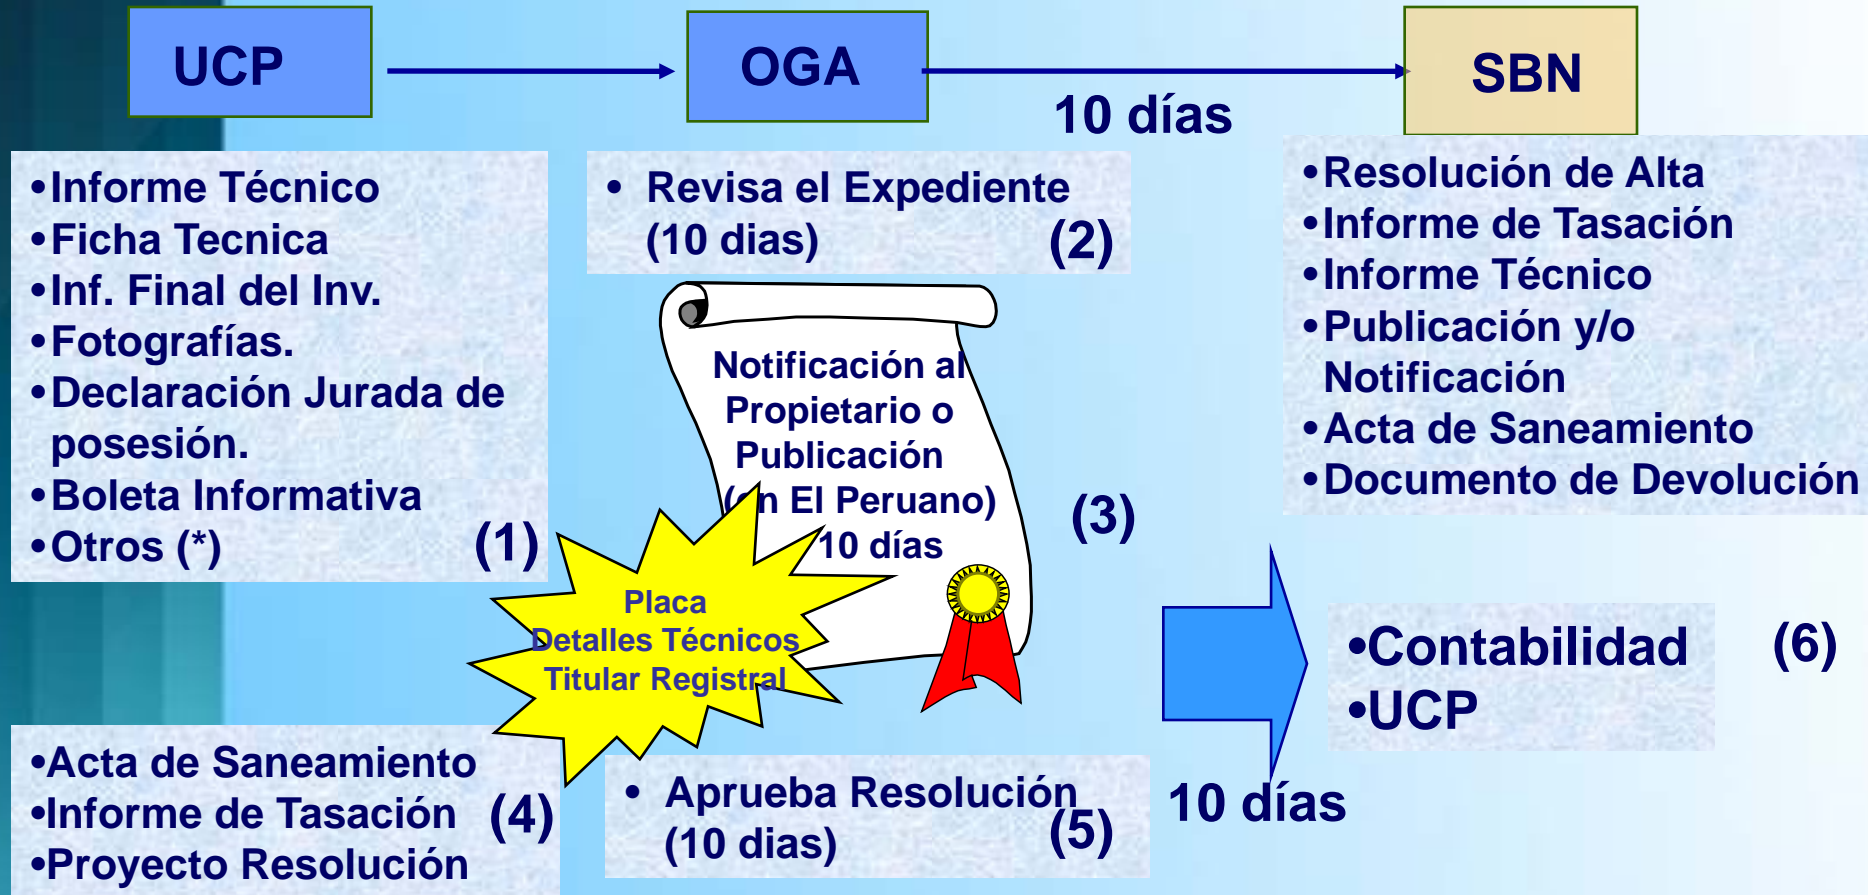 UCP
OGA
SBN
10 días
•Informe Técnico
•Ficha Tecnica
•Inf. Final del Inv.
•Fotografías.
•Declaración Jurada de
posesión.
•Boleta Informativa
•Otros (*)
(1)
• Revisa el Expediente
(10 dias)
(2)
Notificación al
Propietario o
Publicación
(en El Peruano)
10 días
(3)
Placa
Detalles Técnicos
Titular Registral
•Acta de Saneamiento
•Informe de Tasación
•Proyecto Resolución
(4)
• Aprueba Resolución
(10 dias)
(5)
10 días
•Resolución de Alta
•Informe de Tasación
•Informe Técnico
•Publicación y/o
Notificación
•Acta de Saneamiento
•Documento de Devolución
•Contabilidad
•UCP
(6)